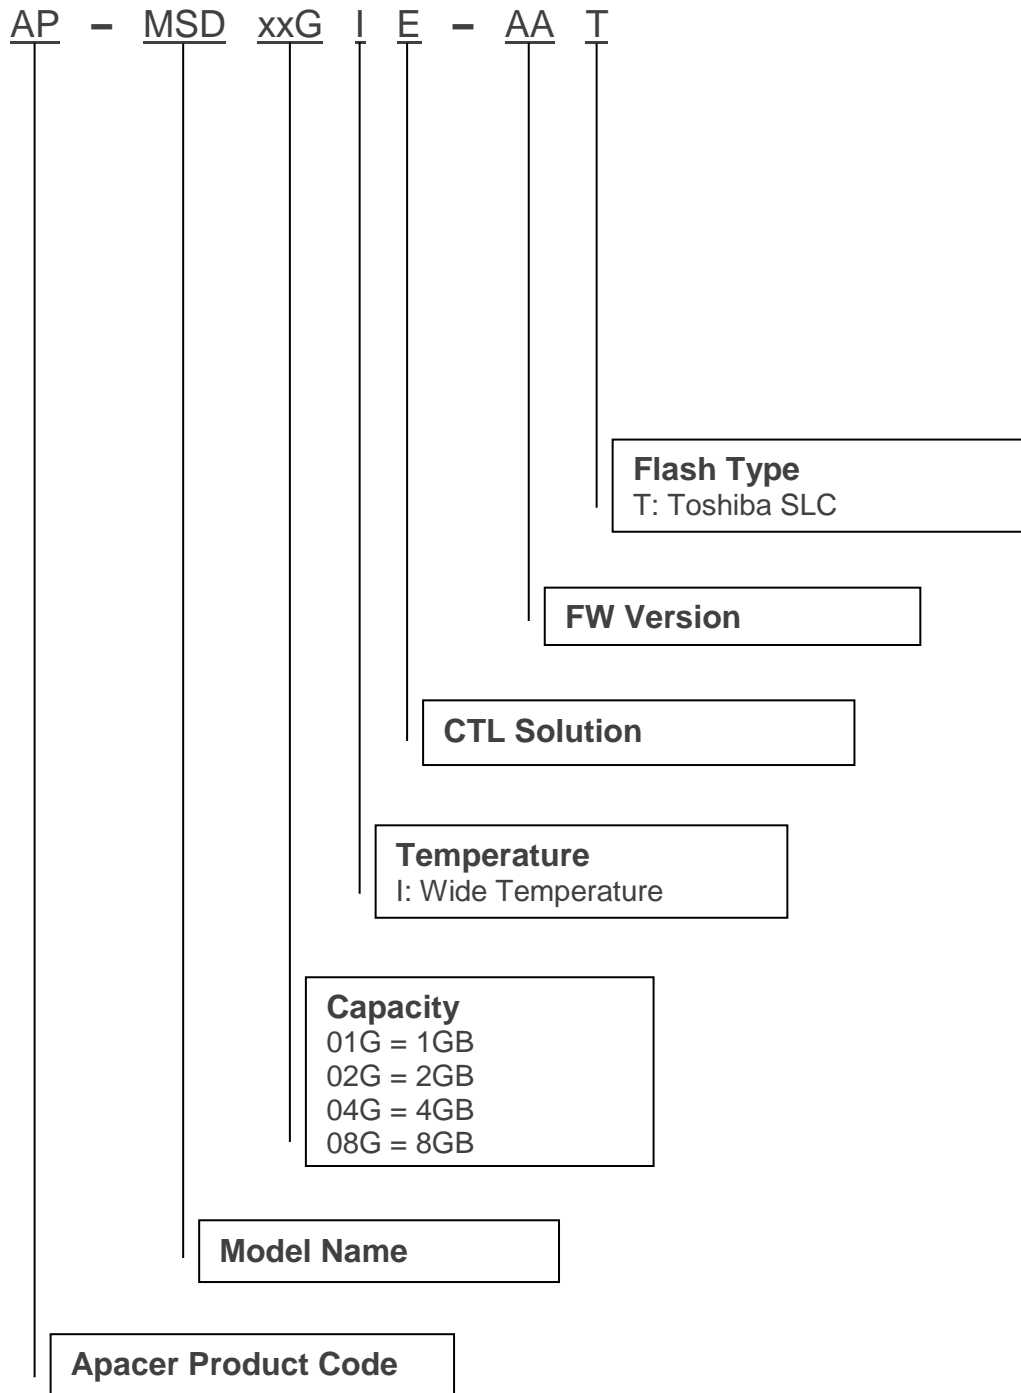 AP – MSD xxG I E – AA T
Flash Type
T: Toshiba SLC
FW Version
CTL Solution
Temperature
I: Wide Temperature
Capacity
01G = 1GB
02G = 2GB
04G = 4GB
08G = 8GB
Model Name
Apacer Product Code